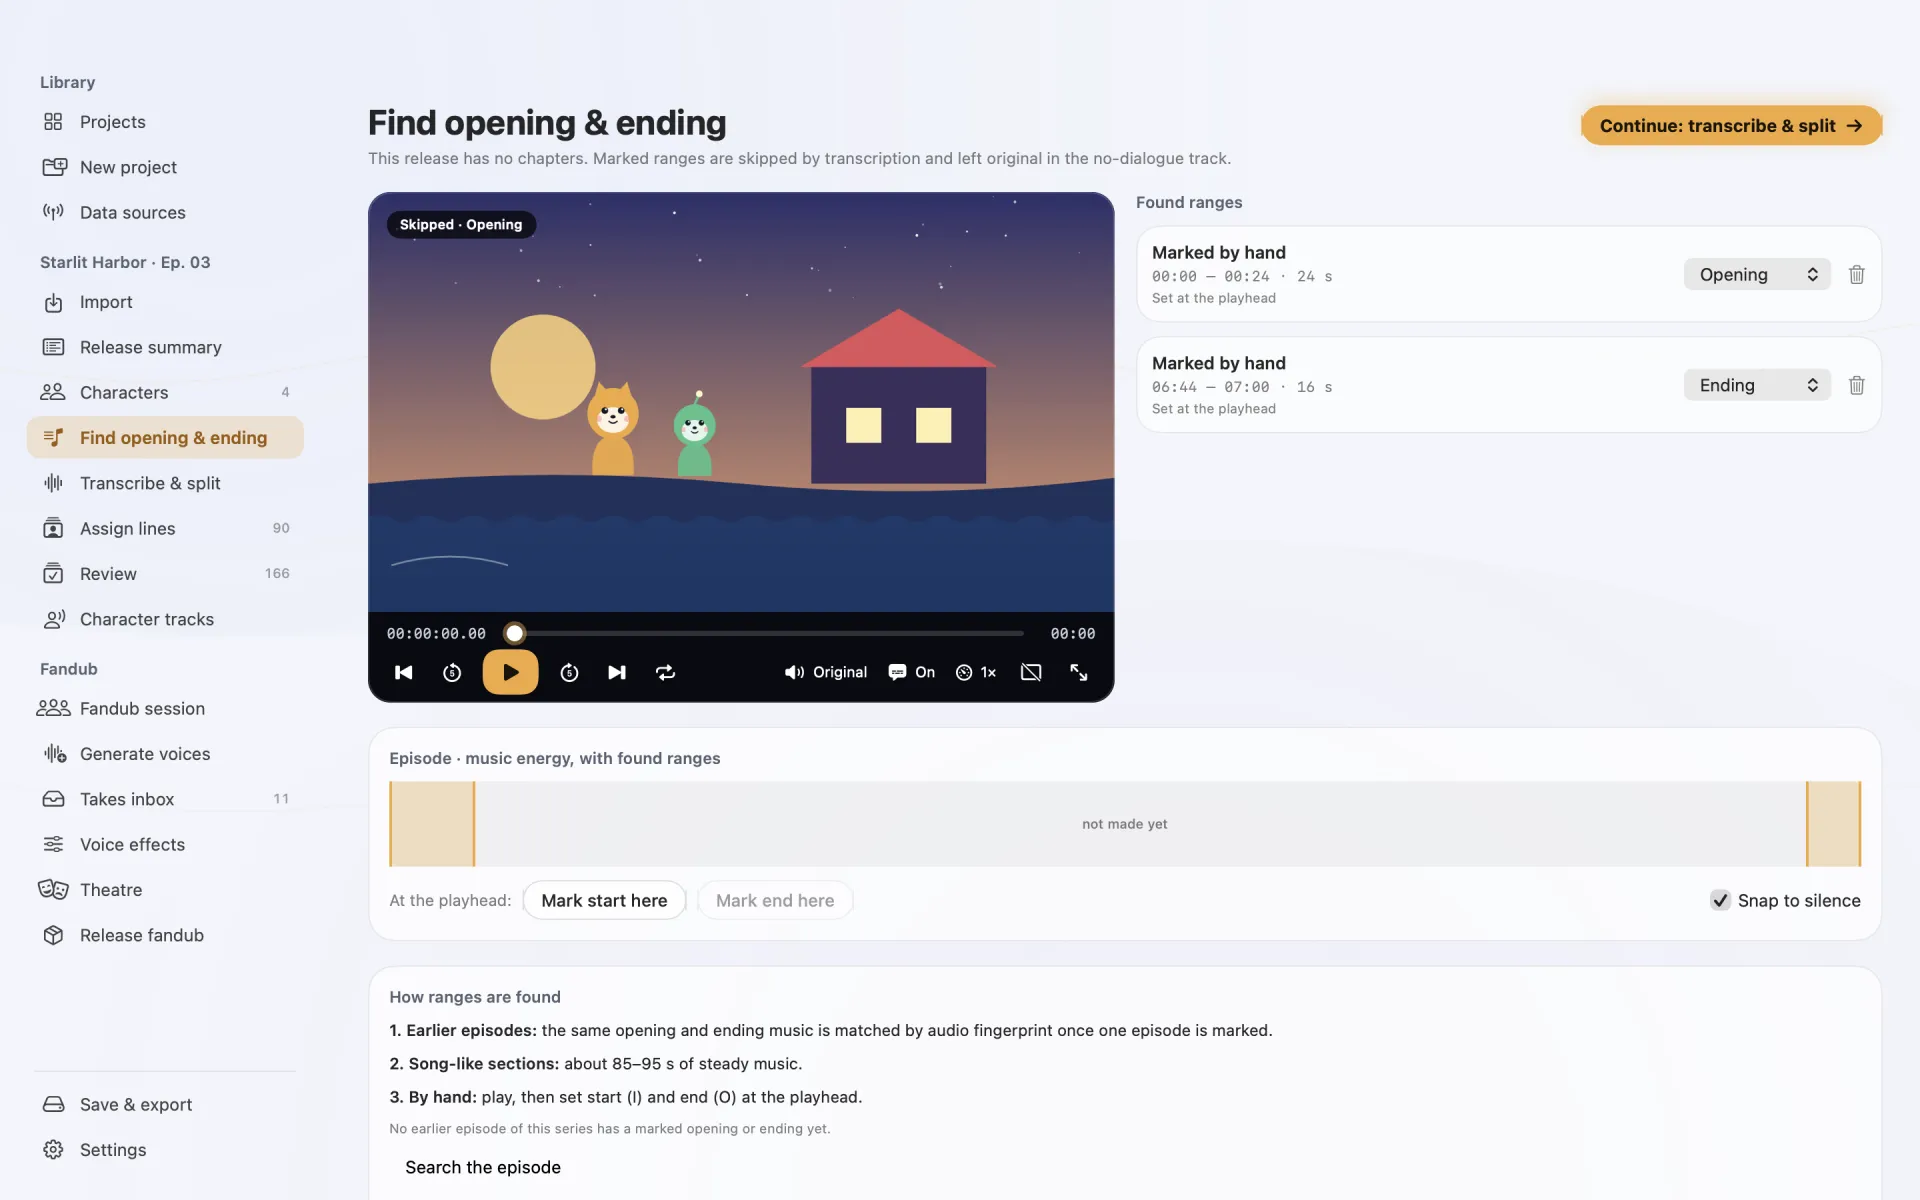 Library
Projects
New project
Data sources
Starlit Harbor · Ep. 03
Import
Release summary
Characters 4
Find opening & ending
Transcribe & split
Assign lines 90
Review 166
Character tracks
Fandub
Fandub session
Generate voices
Takes inbox 11
Voice effects
Theatre
Release fandub
Save & export
Settings
Find opening & ending
This release has no chapters. Marked ranges are skipped by transcription and left original in the no-dialogue track.
Continue: transcribe & split →
Skipped · Opening
00:00:00.00
00:00
5
5
Original
On
1x
Found ranges
Marked by hand
00:00 — 00:24 · 24 s
Set at the playhead
Opening
Marked by hand
06:44 — 07:00 · 16 s
Set at the playhead
Ending
Episode · music energy, with found ranges
not made yet
At the playhead:
Mark start here
Mark end here
Snap to silence
How ranges are found
1. Earlier episodes: the same opening and ending music is matched by audio fingerprint once one episode is marked.
2. Song-like sections: about 85–95 s of steady music.
3. By hand: play, then set start (I) and end (O) at the playhead.
No earlier episode of this series has a marked opening or ending yet.
Search the episode